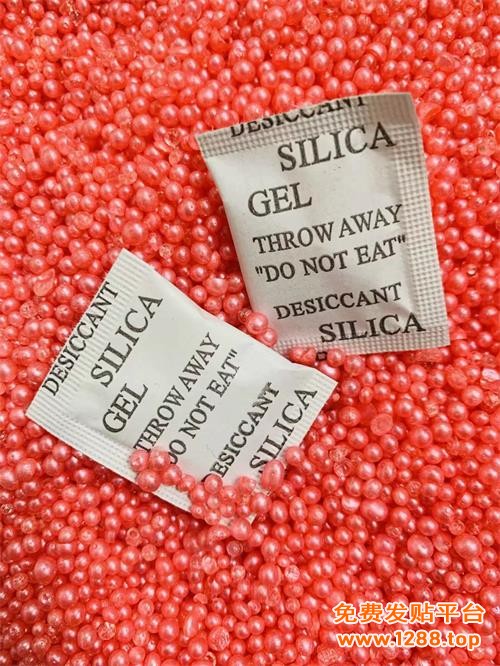 DESICCANT
SILICA
GEL
THROW AWAY
"DO NOT EAT"
DESICCANT
SILICA
DESICCANT
SILICA
GEL
THROW AWAY
"DO NOT EAT"
DESICCANT
SILICA
免费发贴平台
www.1288.top